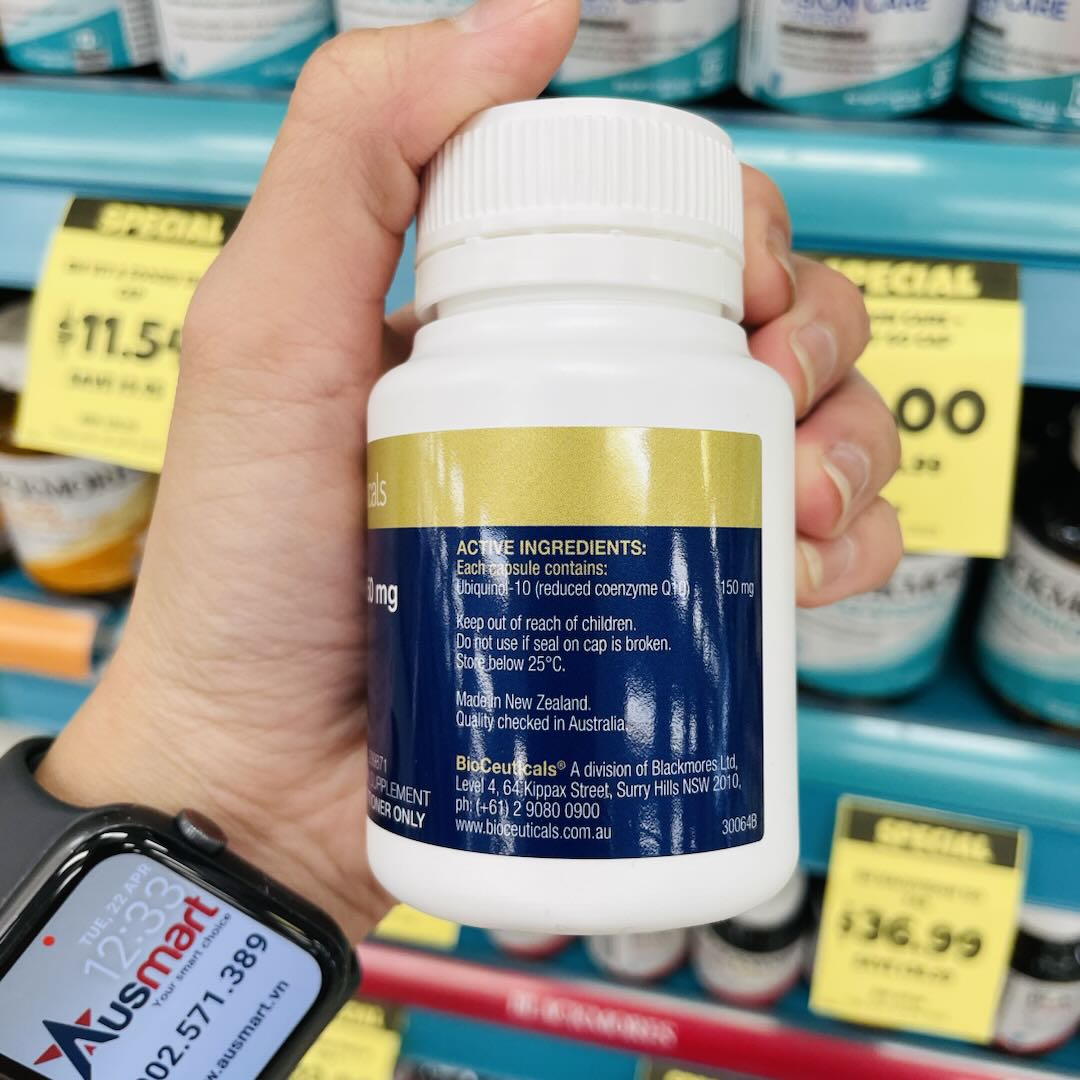 SPECIAL
$11.54
SPECIAL
.00
.99
ACTIVE INGREDIENTS:
Each capsule contains:
Ubiquinol-10 (reduced coenzyme Q10) 150 mg
Keep out of reach of children.
Do not use if seal on cap is broken.
Store below 25°C.
Made in New Zealand.
Quality checked in Australia.
BioCeuticals® A division of Blackmores Ltd,
Level 4, 64 Kippax Street, Surry Hills NSW 2010,
ph: (+61) 2 9080 0900
www.bioceuticals.com.au
30064B
mg
ONLY
SPECIAL
$36.99
BLACKMORES
TUE, 22 APR
12:33
Ausmart
Your smart choice
02.571.389
.ausmart.vn